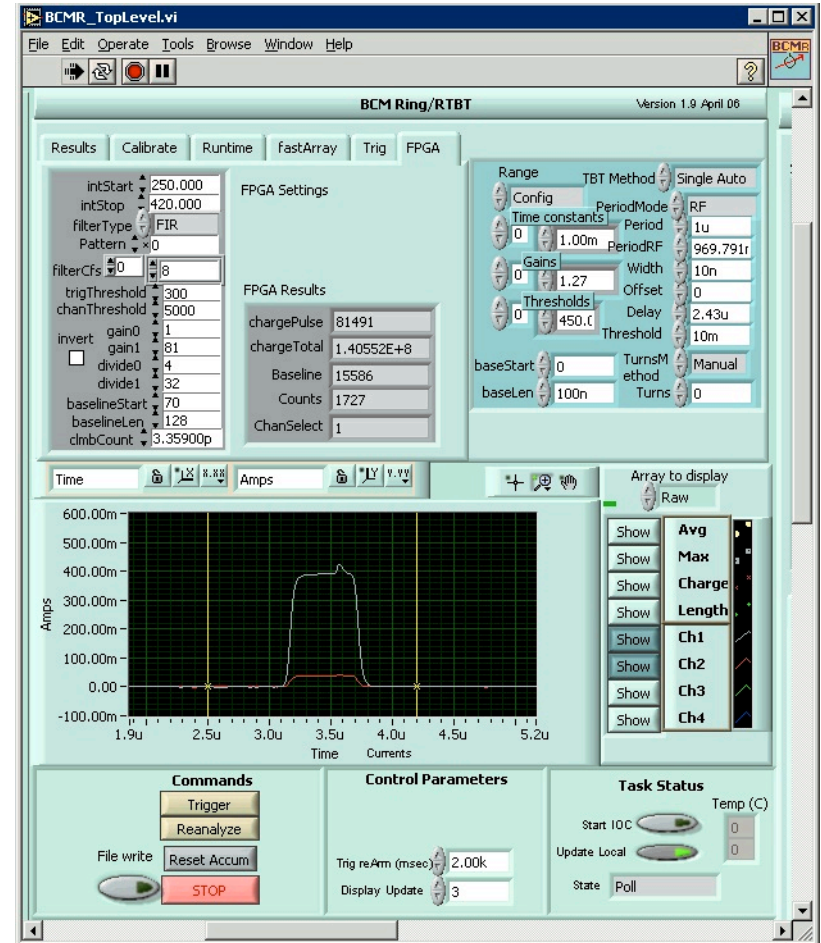 BCMR_TopLevel.vi
File Edit Operate Tools Browse Window Help
BCMR
BCM Ring/RTBT
Version 1.9 April 06
Results Calibrate Runtime fastArray Trig FPGA
intStart 250.000
intStop 420.000
filterType FIR
Pattern × 0
filterCfs 0 8
trigThreshold 300
chanThreshold 5000
invert
gain0 1
gain1 81
divide0 4
divide1 32
baselineStart 70
baselineLen 128
clmbCount 3.35900p
FPGA Settings
FPGA Results
chargePulse 81491
chargeTotal 1.40552E+8
Baseline 15586
Counts 1727
ChanSelect 1
Range
Config
Time constants
0 1.00m
Gains
0 1.27
Thresholds
0 450.0
baseStart 0
baseLen 100n
TBT Method Single Auto
PeriodMode RF
Period 1u
PeriodRF 969.791
Width 10n
Offset 0
Delay 2.43u
Threshold 10m
TurnsM
ethod
Manual
Turns 0
Time X.XX Amps Y.YY
Array to display
Raw
Show Avg
Show Max
Show Charge
Show Length
Show Ch1
Show Ch2
Show Ch3
Show Ch4
600.00m
500.00m
400.00m
300.00m
200.00m
100.00m
0.00
-100.00m
Amps
1.9u 2.5u 3.0u 3.5u 4.0u 4.5u 5.2u
Time Currents
Commands
Trigger
Reanalyze
File write
Reset Accum
STOP
Control Parameters
Trig reArm (msec) 2.00k
Display Update 3
Task Status
Temp (C)
Start IOC 0
Update Local 0
State Poll